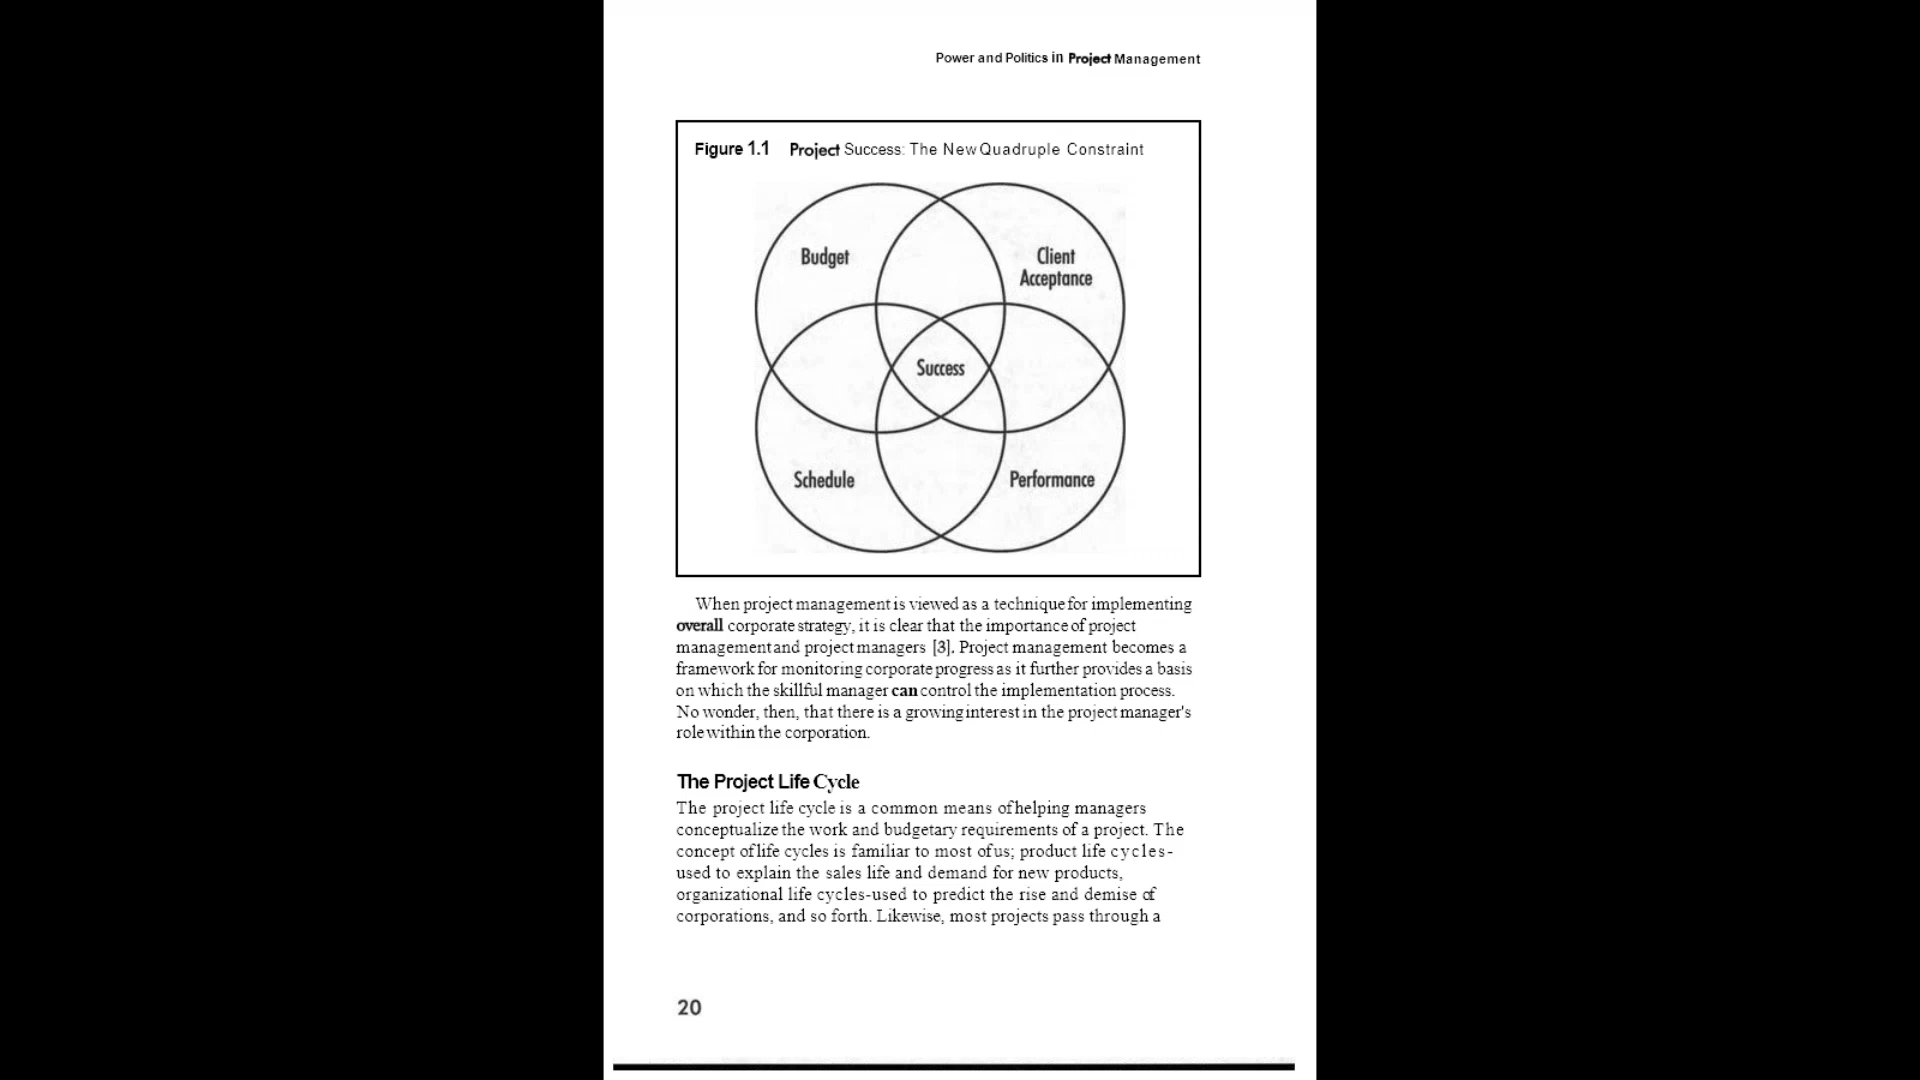 Power and Politics in Project Management
Figure 1.1 Project Success: The New Quadruple Constraint
Budget
Client
Acceptance
Success
Schedule
Performance
When project management is viewed as a technique for implementing
overall corporate strategy, it is clear that the importance of project
management and project managers [3]. Project management becomes a
framework for monitoring corporate progress as it further provides a basis
on which the skillful manager can control the implementation process.
No wonder, then, that there is a growing interest in the project manager's
role within the corporation.
The Project Life Cycle
The project life cycle is a common means of helping managers
conceptualize the work and budgetary requirements of a project. The
concept of life cycles is familiar to most of us; product life cycles-
used to explain the sales life and demand for new products,
organizational life cycles-used to predict the rise and demise of
corporations, and so forth. Likewise, most projects pass through a
20